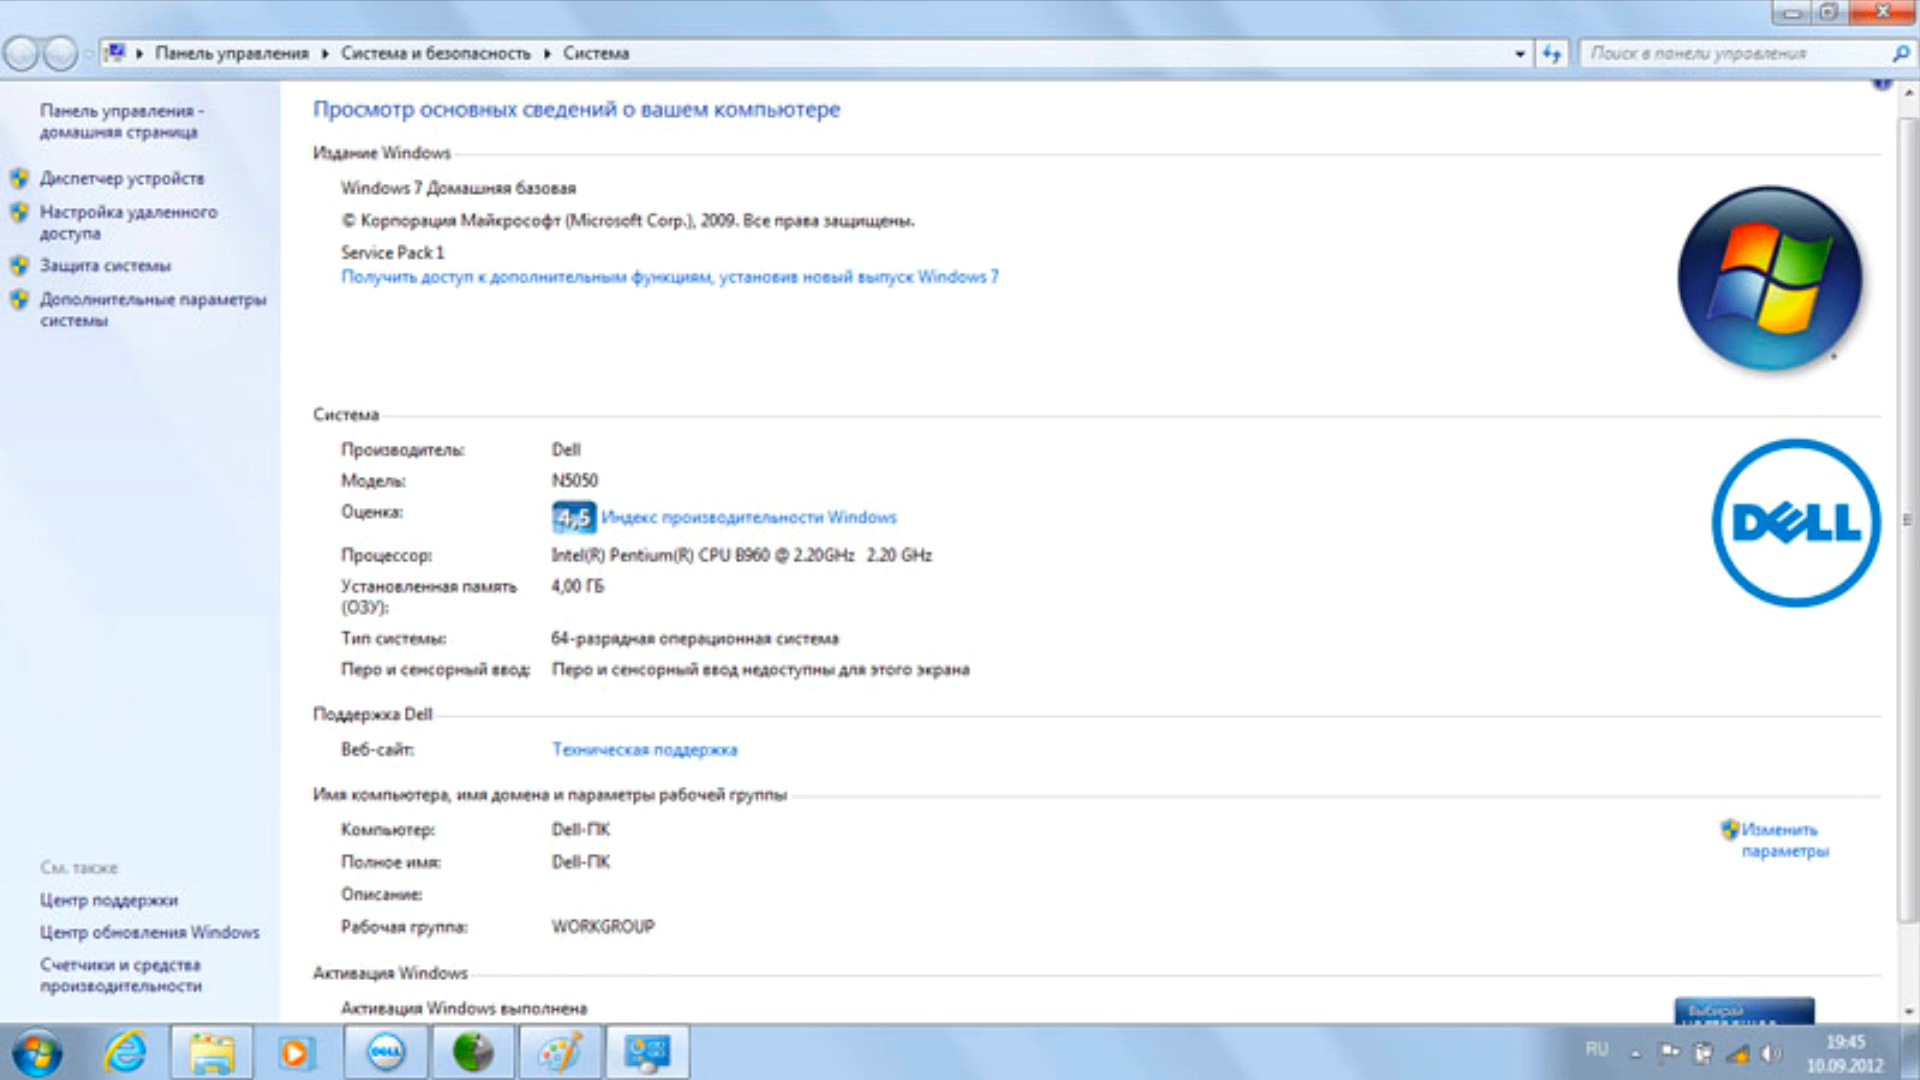 Панель управления ▸ Система и безопасность ▸ Система
Поиск в панели управления
Панель управления -
домашняя страница
Диспетчер устройств
Настройка удаленного
доступа
Защита системы
Дополнительные параметры
системы
Просмотр основных сведений о вашем компьютере
Издание Windows
Windows 7 Домашняя базовая
© Корпорация Майкрософт (Microsoft Corp.), 2009. Все права защищены.
Service Pack 1
Получить доступ к дополнительным функциям, установив новый выпуск Windows 7
Система
Производитель: Dell
Модель: N5050
Оценка: 4,5 Индекс производительности Windows
Процессор: Intel(R) Pentium(R) CPU B960 @ 2.20GHz 2.20 GHz
Установленная память 4,00 ГБ
(ОЗУ):
Тип системы: 64-разрядная операционная система
Перо и сенсорный ввод: Перо и сенсорный ввод недоступны для этого экрана
DELL
Поддержка Dell
Веб-сайт: Техническая поддержка
Имя компьютера, имя домена и параметры рабочей группы
Компьютер: Dell-ПК
Полное имя: Dell-ПК
Описание:
Рабочая группа: WORKGROUP
Изменить
параметры
Активация Windows
Активация Windows выполнена
Выбирай
См. также
Центр поддержки
Центр обновления Windows
Счетчики и средства
производительности
DELL
RU
19:45
10.09.2012